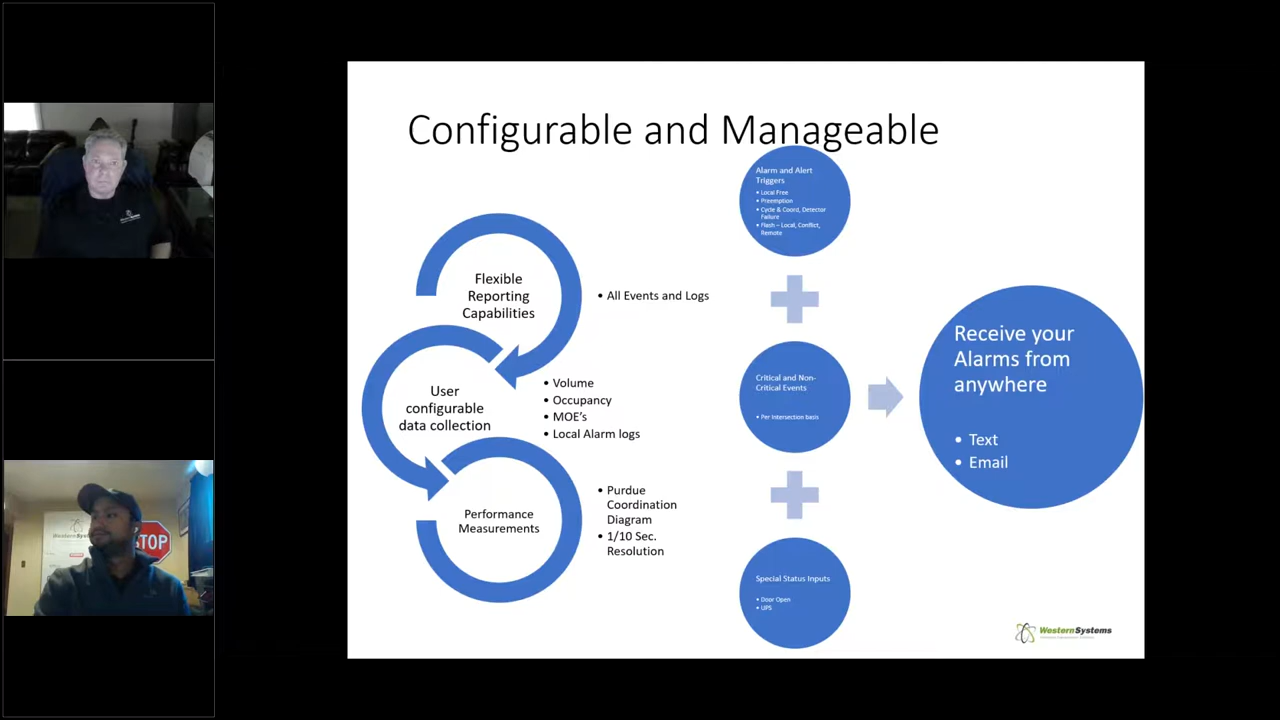 Configurable and Manageable
Flexible
Reporting
Capabilities
• All Events and Logs
User
configurable
data collection
• Volume
• Occupancy
• MOE's
• Local Alarm logs
Performance
Measurements
• Purdue
Coordination
Diagram
• 1/10 Sec.
Resolution
Alarm and Alert
Triggers
• Local Free
• Preemption
• Cycle & Coord, Detector
Failure
• Flash – Local, Conflict,
Remote
Critical and Non-
Critical Events
• Per Intersection basis
Special Status Inputs
• Door Open
• UPS
Receive your
Alarms from
anywhere
• Text
• Email
WesternSystems
STOP